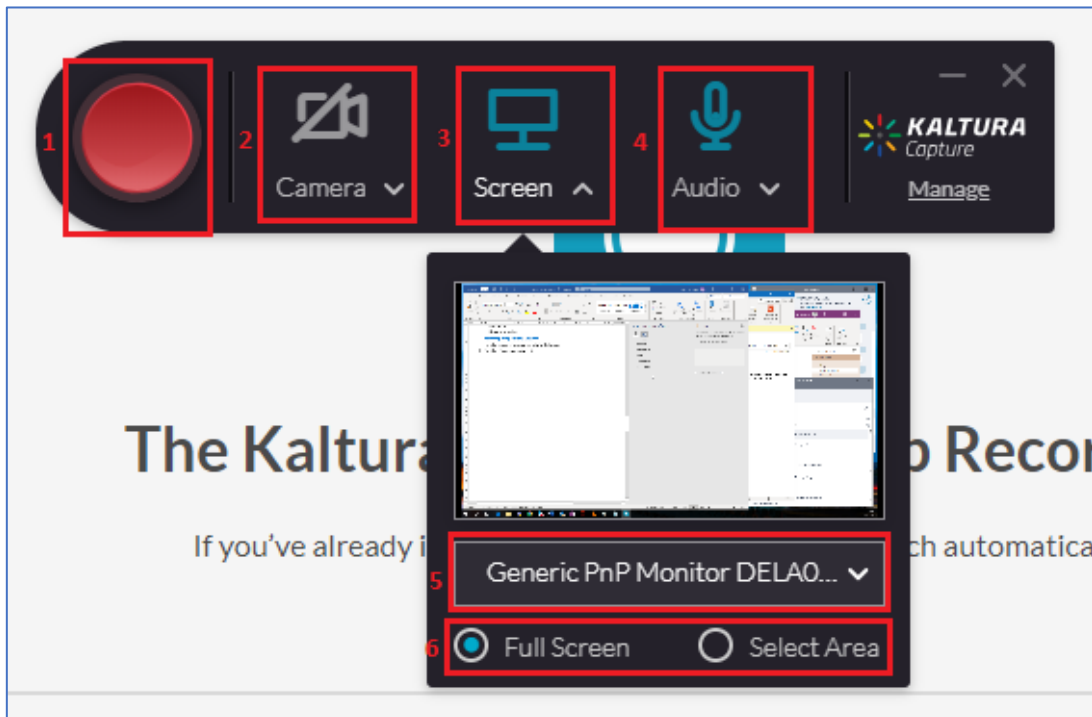 1
2
Camera
3
Screen
4
Audio
KALTURA
Capture
Manage
The Kaltura
p Recor
If you've already i
ch automatica
5
Generic PnP Monitor DELA0...
6
Full Screen
Select Area